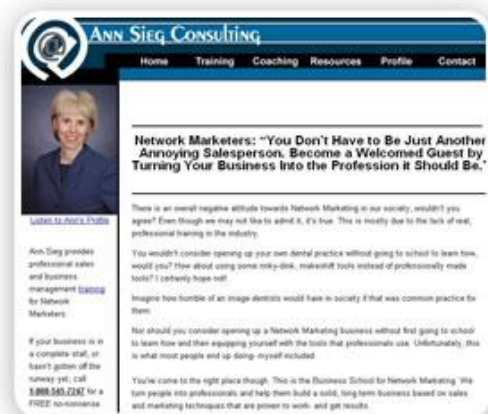 Ann Sieg Consulting
Home Training Coaching Resources Profile Contact
Network Marketers: "You Don't Have to Be Just Another
Annoying Salesperson. Become a Welcomed Guest by
Turning Your Business Into the Profession it Should Be."
Listen to Ann's Profile
Ann Sieg provides
professional sales
and business
management training
for Network
Marketers.
If your business is in
a complete stall, or
hasn't gotten off the
runway yet, call
1-888-565-7247 for a
FREE no-nonsense
There is an overall negative attitude towards Network Marketing in our society, wouldn't you
agree? Even though we may not like to admit it, it's true. This is mostly due to the lack of real,
professional training in the industry.
You wouldn't consider opening up your own dental practice without going to school to learn how,
would you? How about using some rinky-dink, makeshift tools instead of professionally made
tools? I certainly hope not!
Imagine how horrible of an image dentists would have in society if that was common practice for
them.
Nor should you consider opening up a Network Marketing business without first going to school
to learn how and then equipping yourself with the tools that professionals use. Unfortunately, this
is what most people end up doing- myself included.
You've come to the right place though. This is the Business School for Network Marketing. We
turn people into professionals and help them build a solid, long term business based on sales
and marketing techniques that are proven to work- and get results.